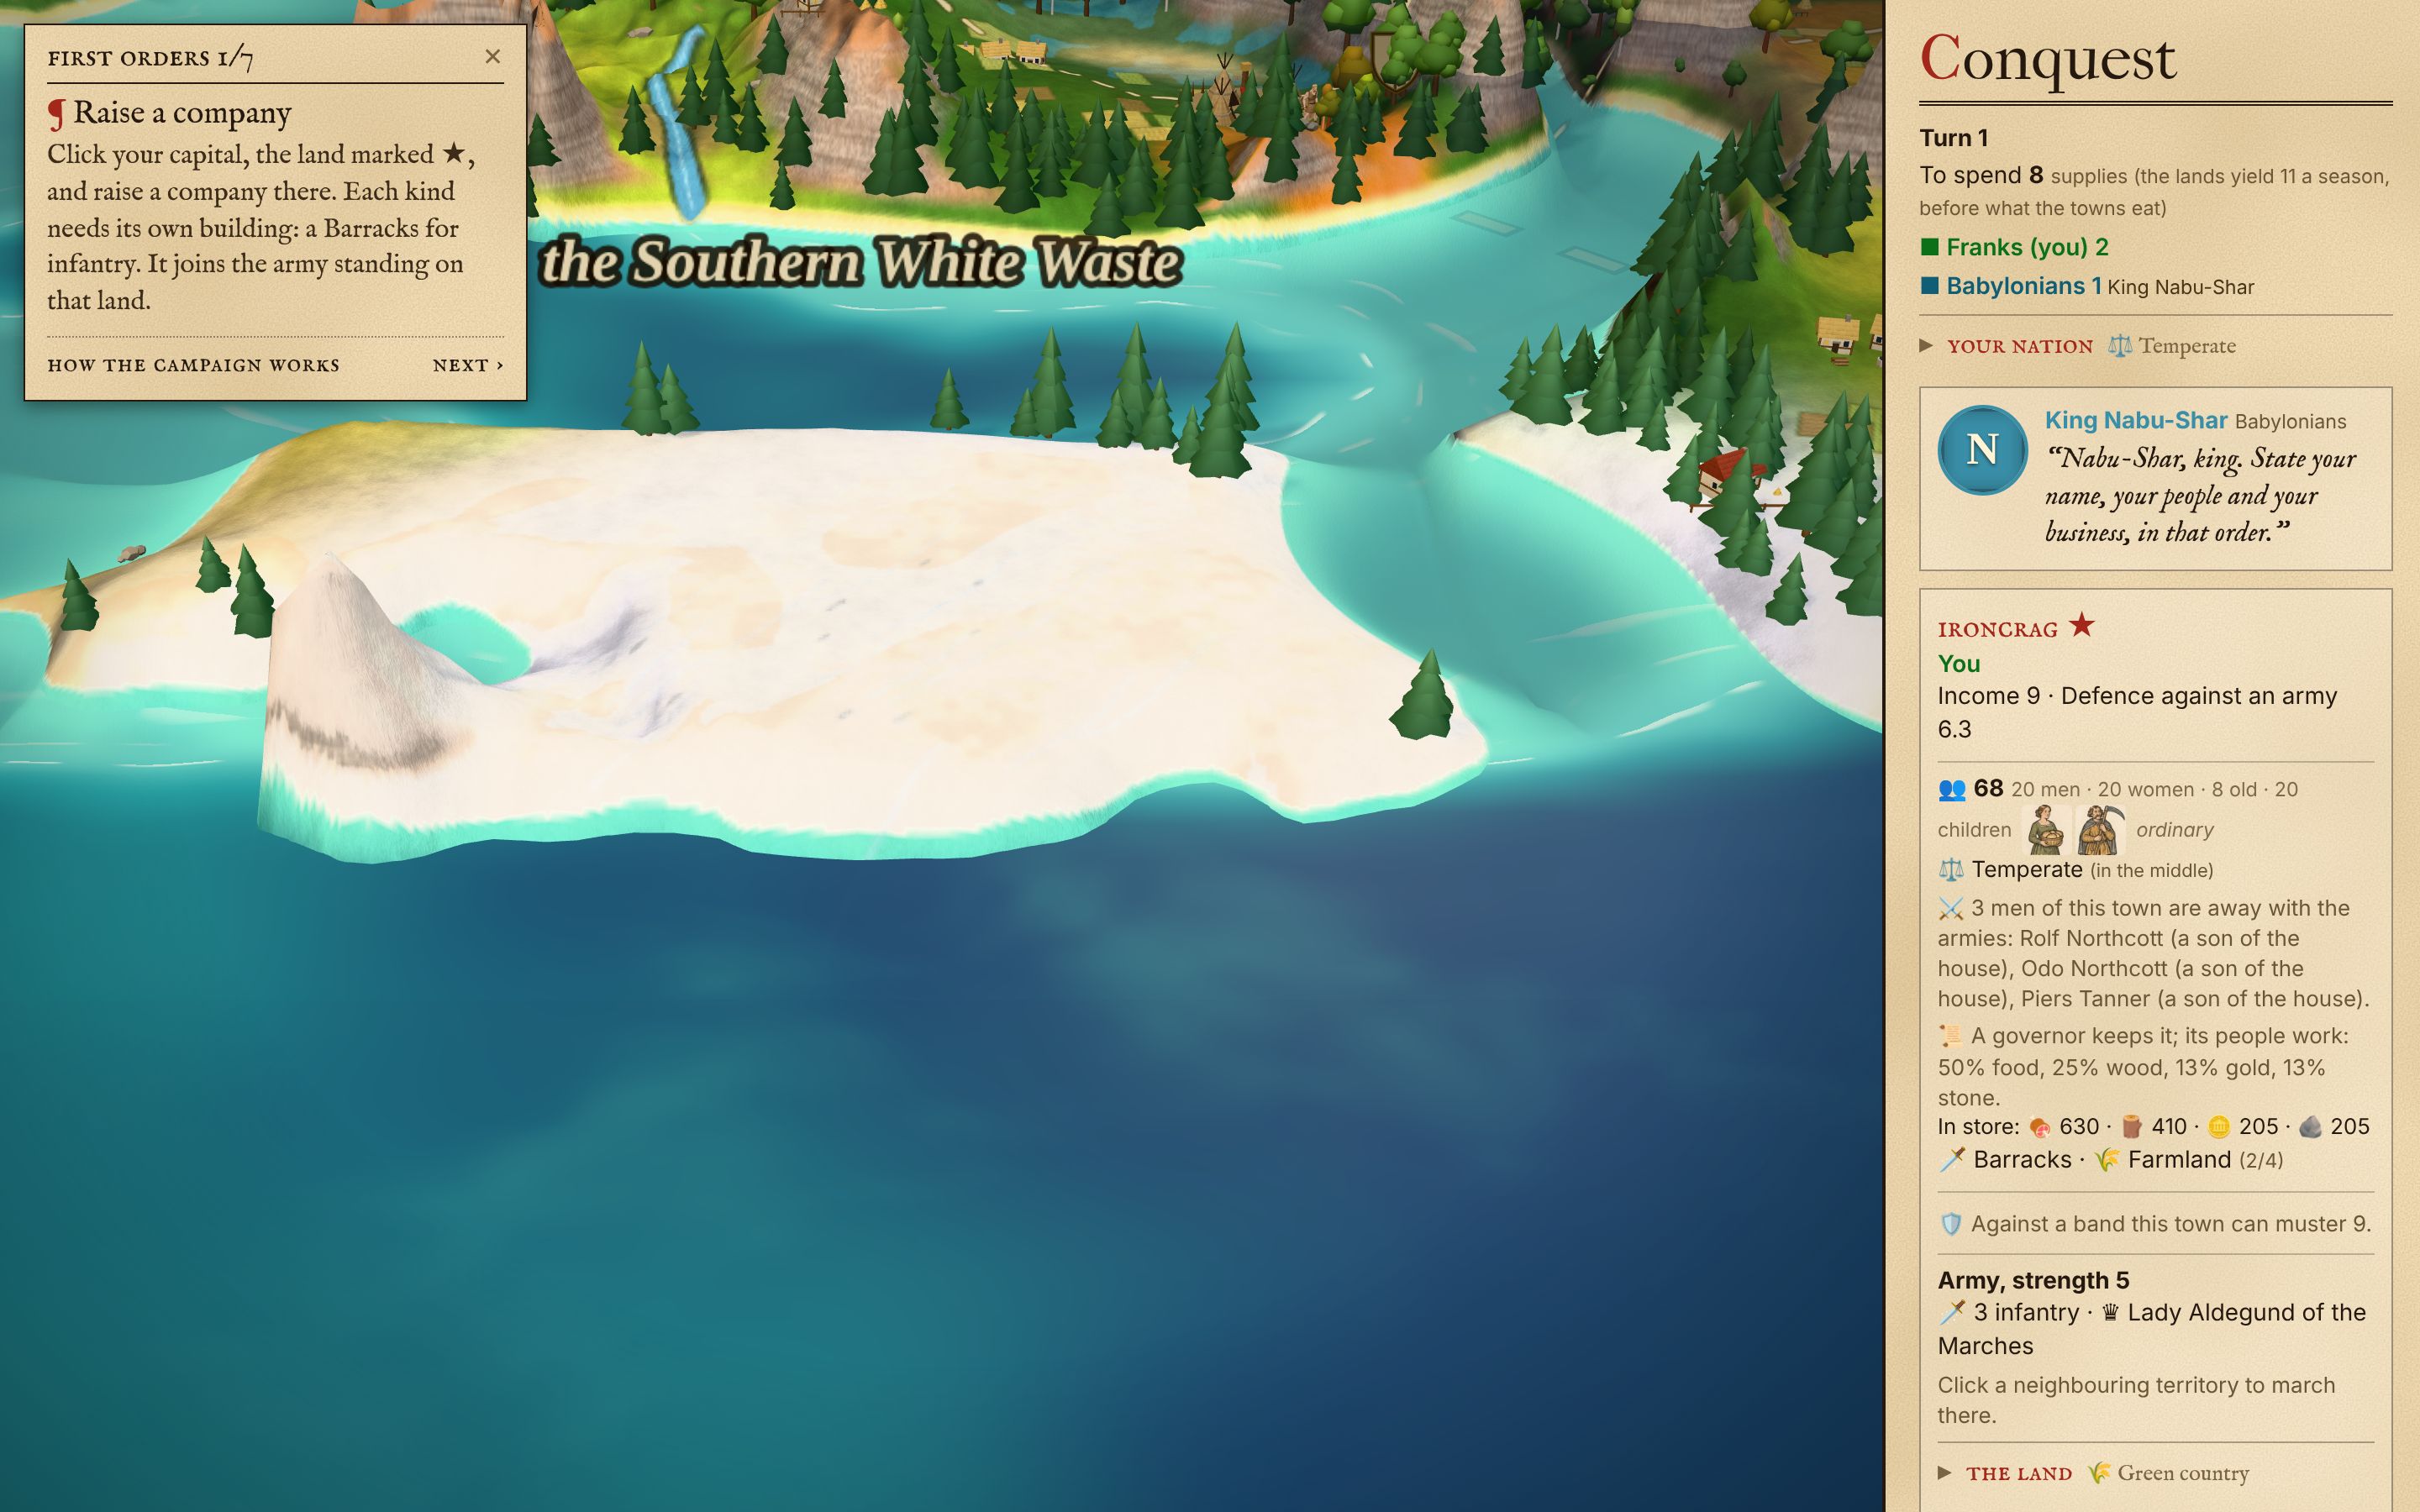 FIRST ORDERS 1/7
¶ Raise a company
Click your capital, the land marked ★,
and raise a company there. Each kind
needs its own building: a Barracks for
infantry. It joins the army standing on
that land.
HOW THE CAMPAIGN WORKS
NEXT ›
the Southern White Waste
Conquest
Turn 1
To spend 8 supplies (the lands yield 11 a season,
before what the towns eat)
Franks (you) 2
Babylonians 1 King Nabu-Shar
YOUR NATION Temperate
N
King Nabu-Shar Babylonians
“Nabu-Shar, king. State your
name, your people and your
business, in that order.”
IRONCRAG ★
You
Income 9 · Defence against an army
6.3
68 20 men · 20 women · 8 old · 20
children ordinary
Temperate (in the middle)
3 men of this town are away with the
armies: Rolf Northcott (a son of the
house), Odo Northcott (a son of the
house), Piers Tanner (a son of the house).
A governor keeps it; its people work:
50% food, 25% wood, 13% gold, 13%
stone.
In store: 630 · 410 · 205 · 205
Barracks · Farmland (2/4)
Against a band this town can muster 9.
Army, strength 5
3 infantry · Lady Aldegund of the
Marches
Click a neighbouring territory to march
there.
THE LAND Green country